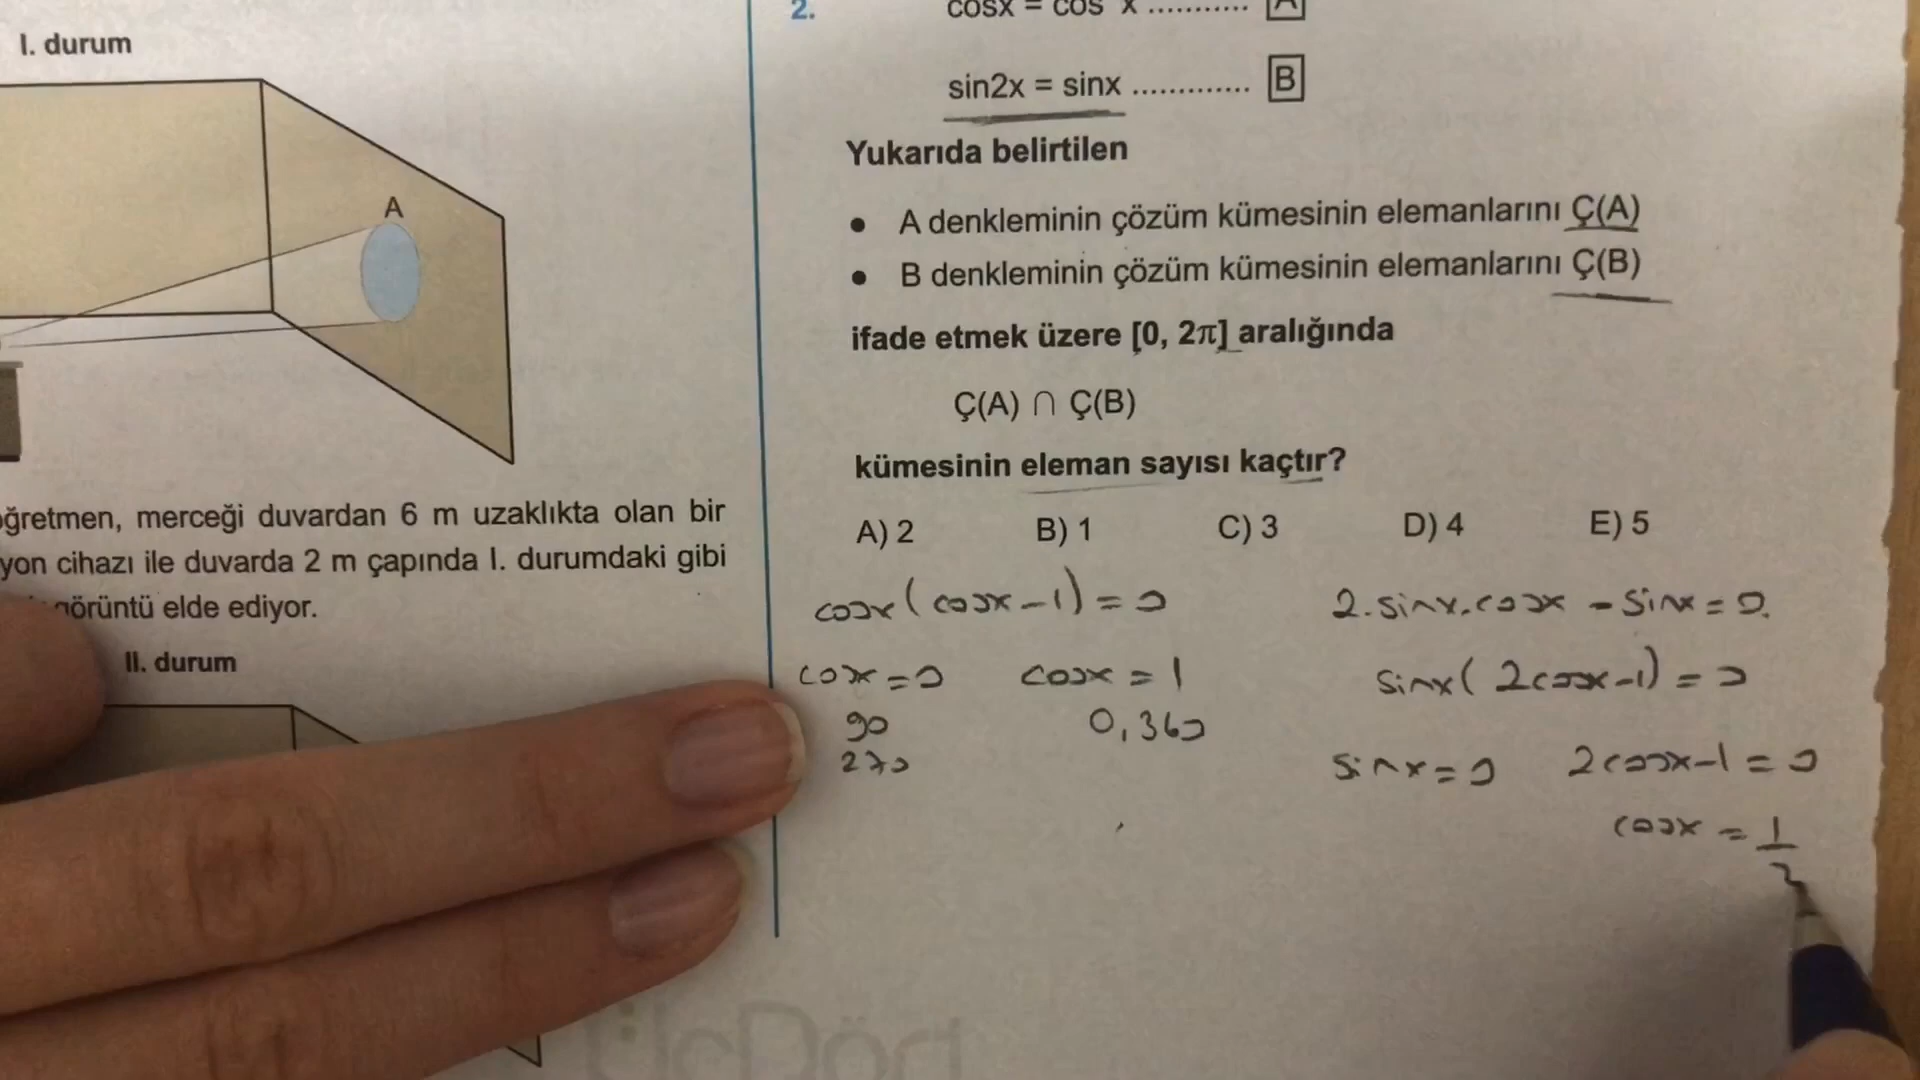 I. durum
A
öğretmen, merceği duvardan 6 m uzaklıkta olan bir
yon cihazı ile duvarda 2 m çapında I. durumdaki gibi
görüntü elde ediyor.
II. durum
2.
cosx = cos x ........... A
sin2x = sinx ............. B
Yukarıda belirtilen
• A denkleminin çözüm kümesinin elemanlarını Ç(A)
• B denkleminin çözüm kümesinin elemanlarını Ç(B)
ifade etmek üzere [0, 2π] aralığında
Ç(A) ∩ Ç(B)
kümesinin eleman sayısı kaçtır?
A) 2 B) 1 C) 3 D) 4 E) 5
cosx(cosx-1)=0
cosx=0 cosx=1
90 0,360
270
2.sinx.cosx - sinx=0.
sinx(2cosx-1)=0
sinx=0 2cosx-1=0
cosx = 1/2
ÜçDört